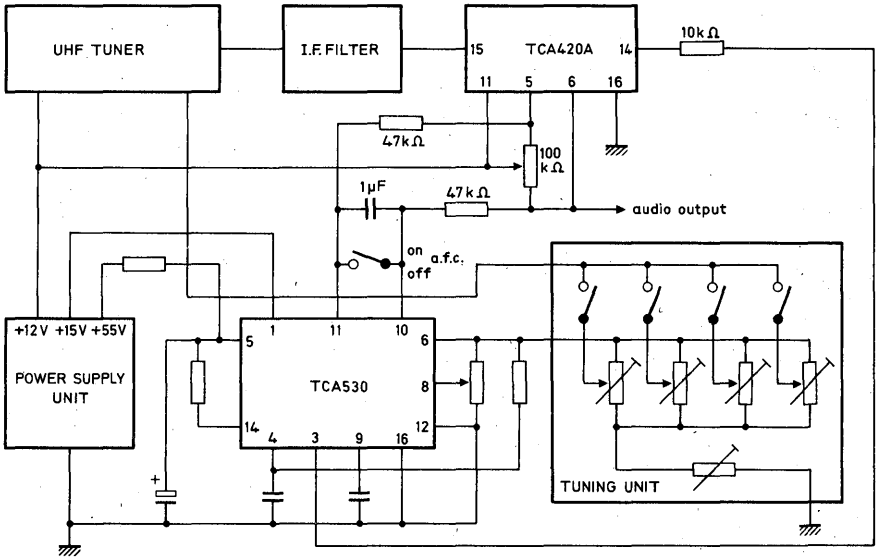 UHF TUNER
I.F. FILTER
15
TCA420A
14
11
5
6
16
10kΩ
47kΩ
100
kΩ
1µF
47kΩ
audio output
on
off
a.f.c.
+12V +15V +55V
POWER SUPPLY
UNIT
5
1
11
10
6
TCA530
8
14
12
4
3
9
16
+
TUNING UNIT